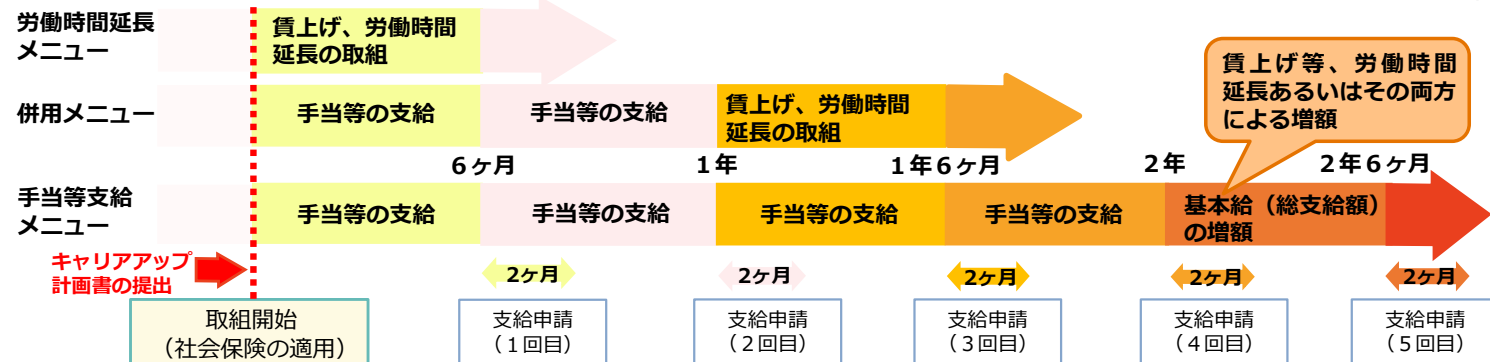 労働時間延長
メニュー
賃上げ、労働時間
延長の取組
賃上げ等、労働時間
延長あるいはその両方
による増額
併用メニュー
手当等の支給
手当等の支給
賃上げ、労働時間
延長の取組
6ヶ月
1年
1年6ヶ月
2年
2年6ヶ月
手当等支給
メニュー
手当等の支給
手当等の支給
手当等の支給
手当等の支給
基本給（総支給額）
の増額
キャリアアップ
計画書の提出
2ヶ月
2ヶ月
2ヶ月
2ヶ月
2ヶ月
取組開始
（社会保険の適用）
支給申請
（1回目）
支給申請
（2回目）
支給申請
（3回目）
支給申請
（4回目）
支給申請
（5回目）